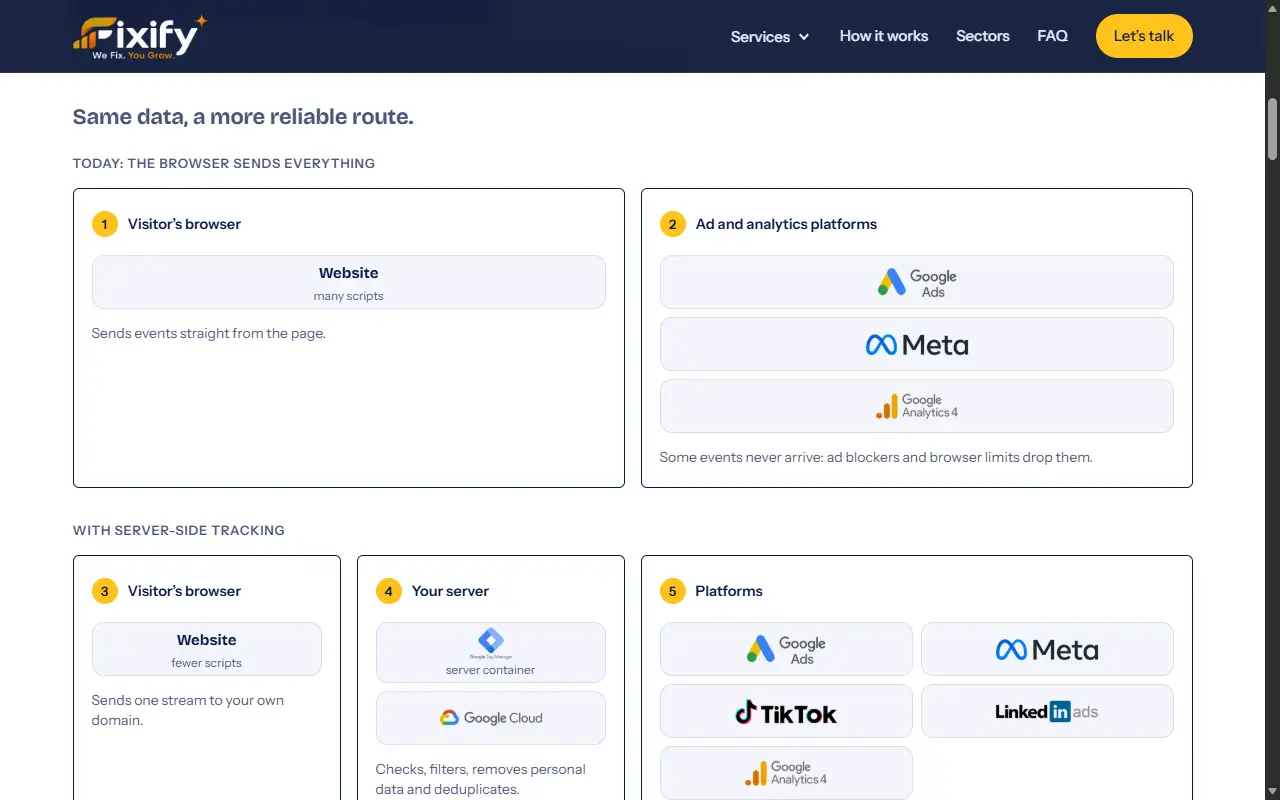 Fixify
We Fix. You Grow.
Services
How it works
Sectors
FAQ
Let's talk
Same data, a more reliable route.
TODAY: THE BROWSER SENDS EVERYTHING
1 Visitor's browser
Website
many scripts
Sends events straight from the page.
2 Ad and analytics platforms
Google
Ads
Meta
Google
Analytics 4
Some events never arrive: ad blockers and browser limits drop them.
WITH SERVER-SIDE TRACKING
3 Visitor's browser
Website
fewer scripts
Sends one stream to your own
domain.
4 Your server
Google Tag Manager
server container
Google Cloud
Checks, filters, removes personal
data and deduplicates.
5 Platforms
Google
Ads
Meta
TikTok
Linked in ads
Google
Analytics 4